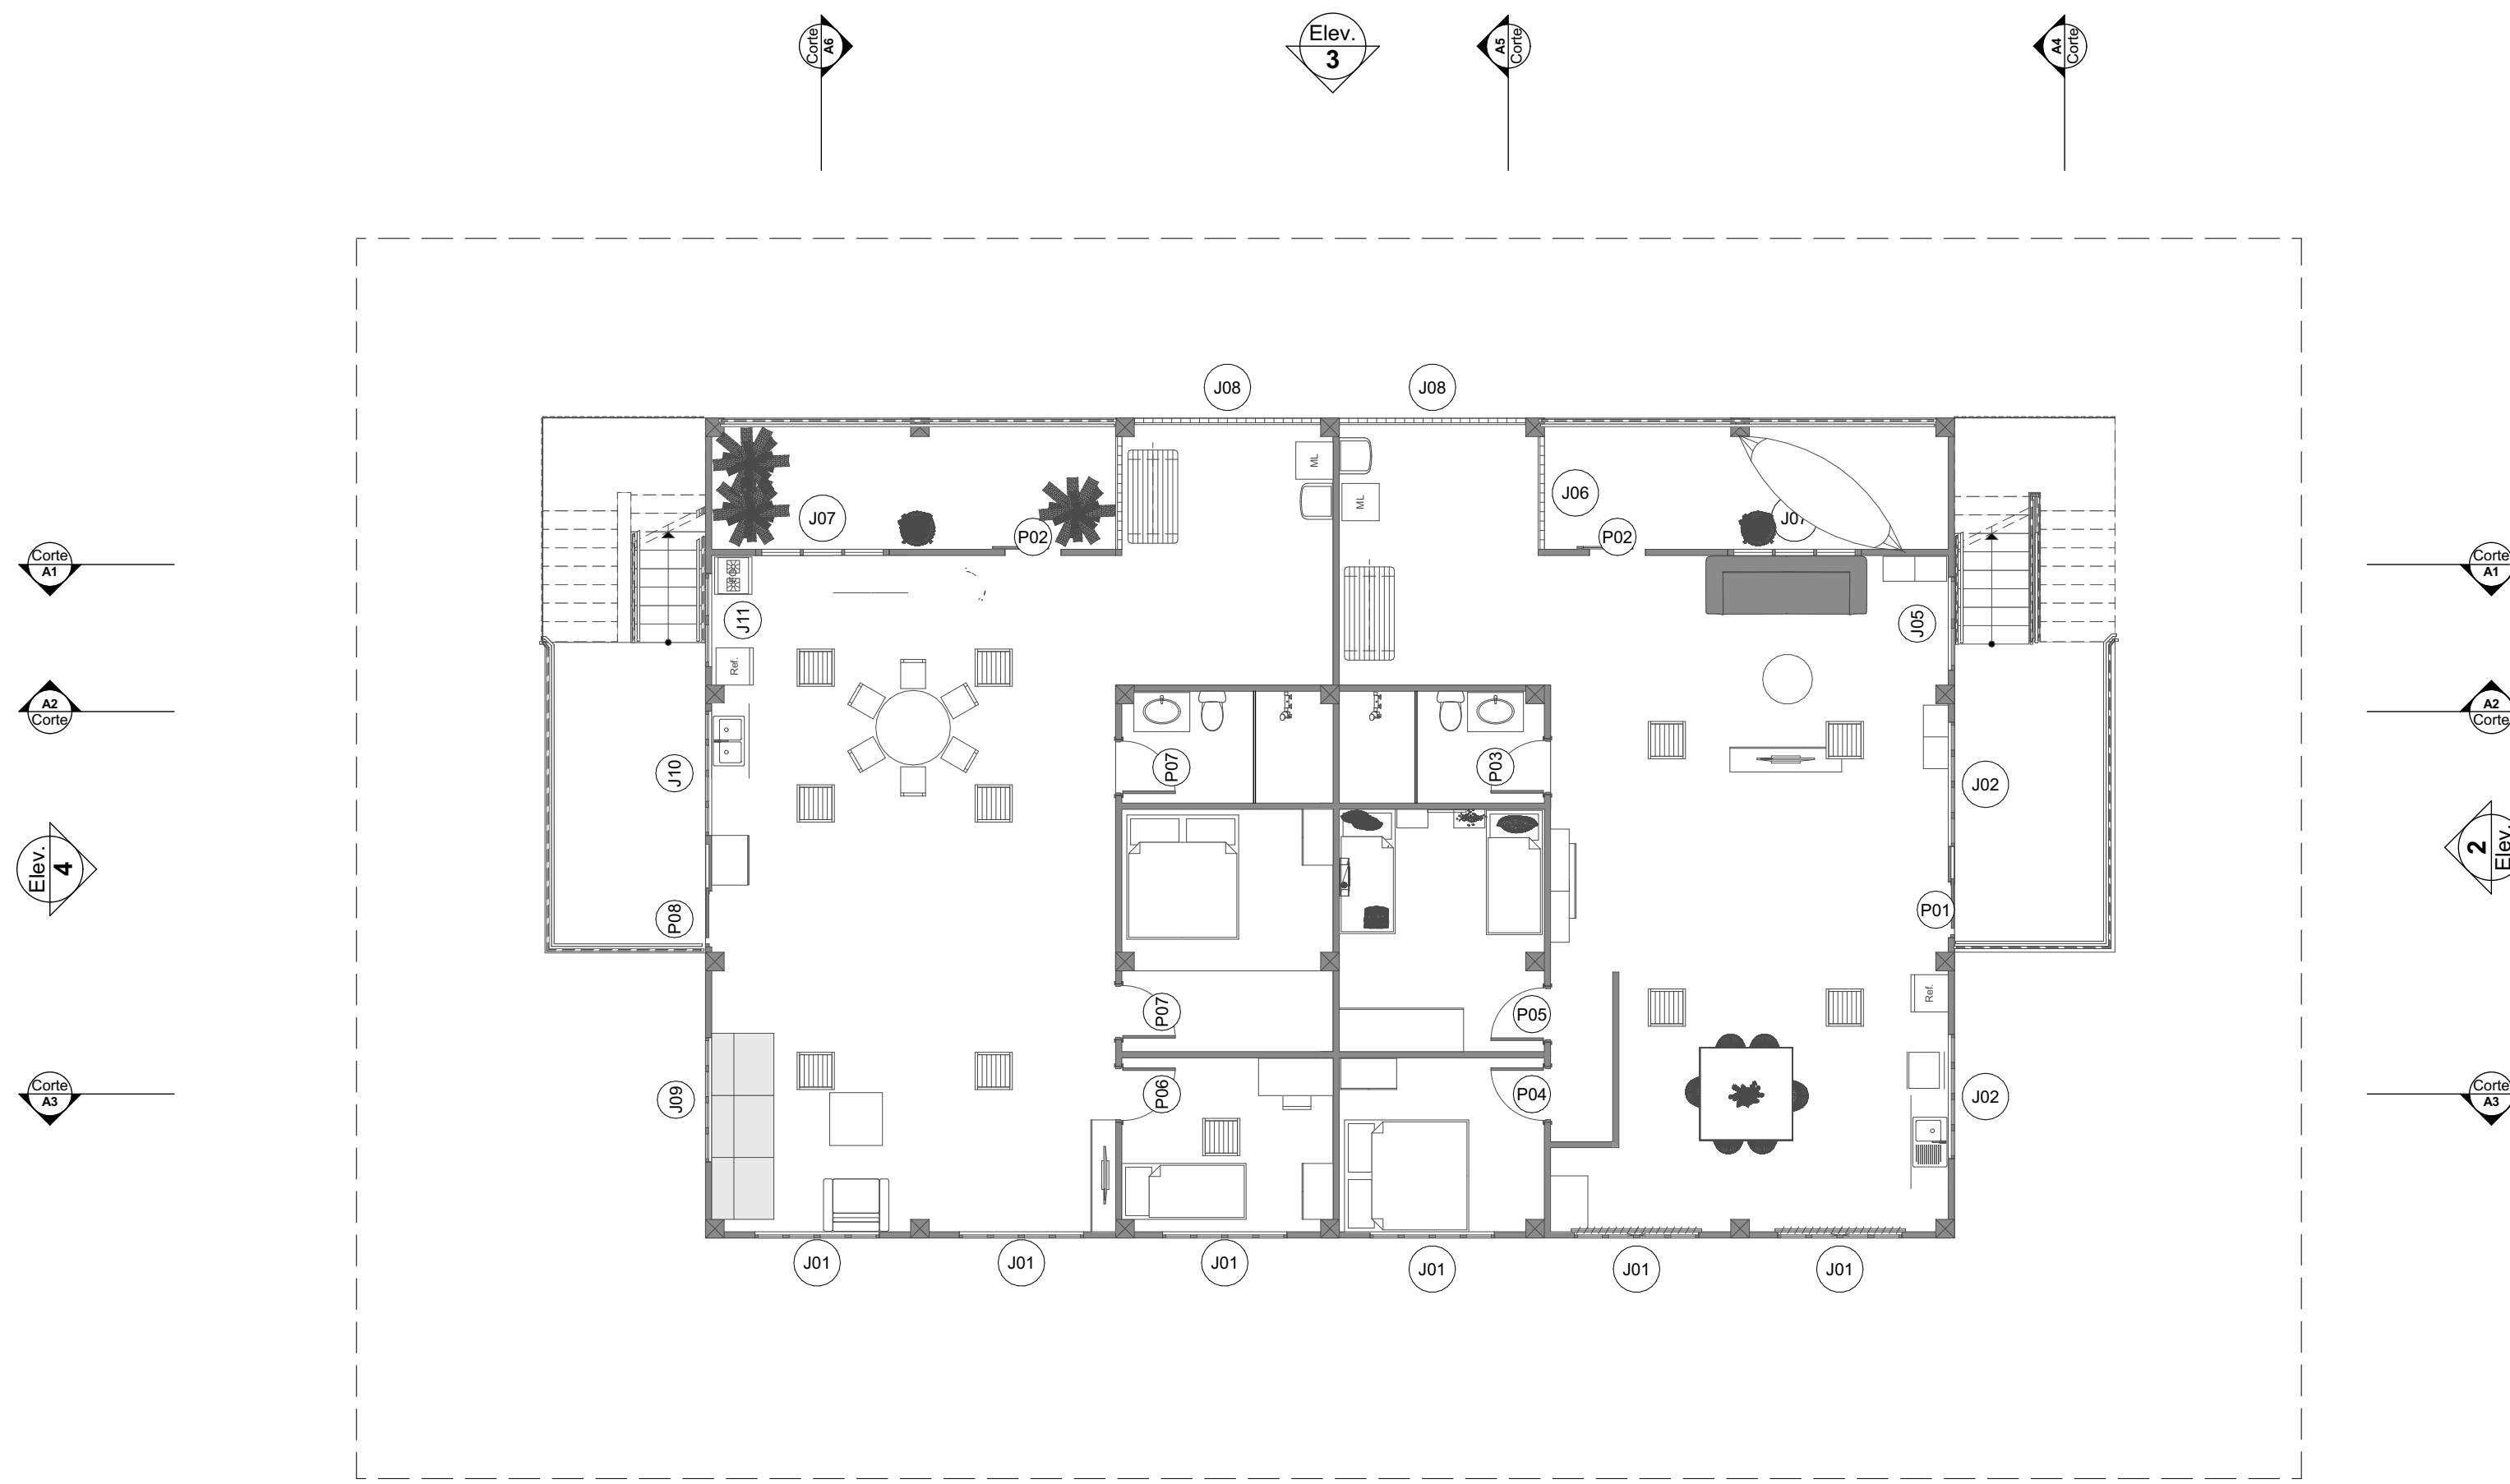 Corte
A6
Elev.
3
A5
Corte
A4
Corte
J08
J08
ML
ML
J06
J07
J07
P02
P02
Corte
A1
Corte
A1
J11
J05
Ref.
A2
Corte
A2
Corte
P07
P03
J10
J02
Elev.
4
2
Elev.
P08
P01
Ref.
P07
P05
Corte
A3
J09
P06
P04
J02
Corte
A3
J01
J01
J01
J01
J01
J01